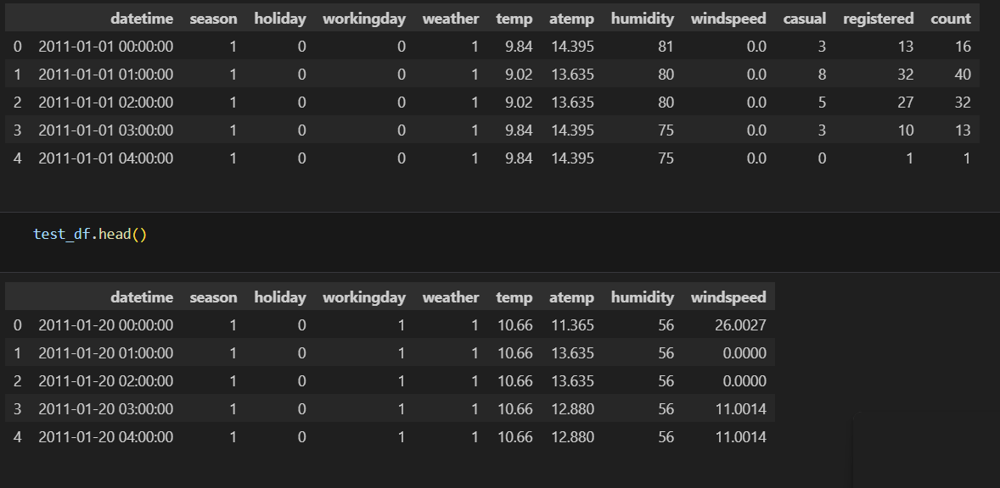 datetime season holiday workingday weather temp atemp humidity windspeed casual registered count
0 2011-01-01 00:00:00 1 0 0 1 9.84 14.395 81 0.0 3 13 16
1 2011-01-01 01:00:00 1 0 0 1 9.02 13.635 80 0.0 8 32 40
2 2011-01-01 02:00:00 1 0 0 1 9.02 13.635 80 0.0 5 27 32
3 2011-01-01 03:00:00 1 0 0 1 9.84 14.395 75 0.0 3 10 13
4 2011-01-01 04:00:00 1 0 0 1 9.84 14.395 75 0.0 0 1 1
test_df.head()
datetime season holiday workingday weather temp atemp humidity windspeed
0 2011-01-20 00:00:00 1 0 1 1 10.66 11.365 56 26.0027
1 2011-01-20 01:00:00 1 0 1 1 10.66 13.635 56 0.0000
2 2011-01-20 02:00:00 1 0 1 1 10.66 13.635 56 0.0000
3 2011-01-20 03:00:00 1 0 1 1 10.66 12.880 56 11.0014
4 2011-01-20 04:00:00 1 0 1 1 10.66 12.880 56 11.0014